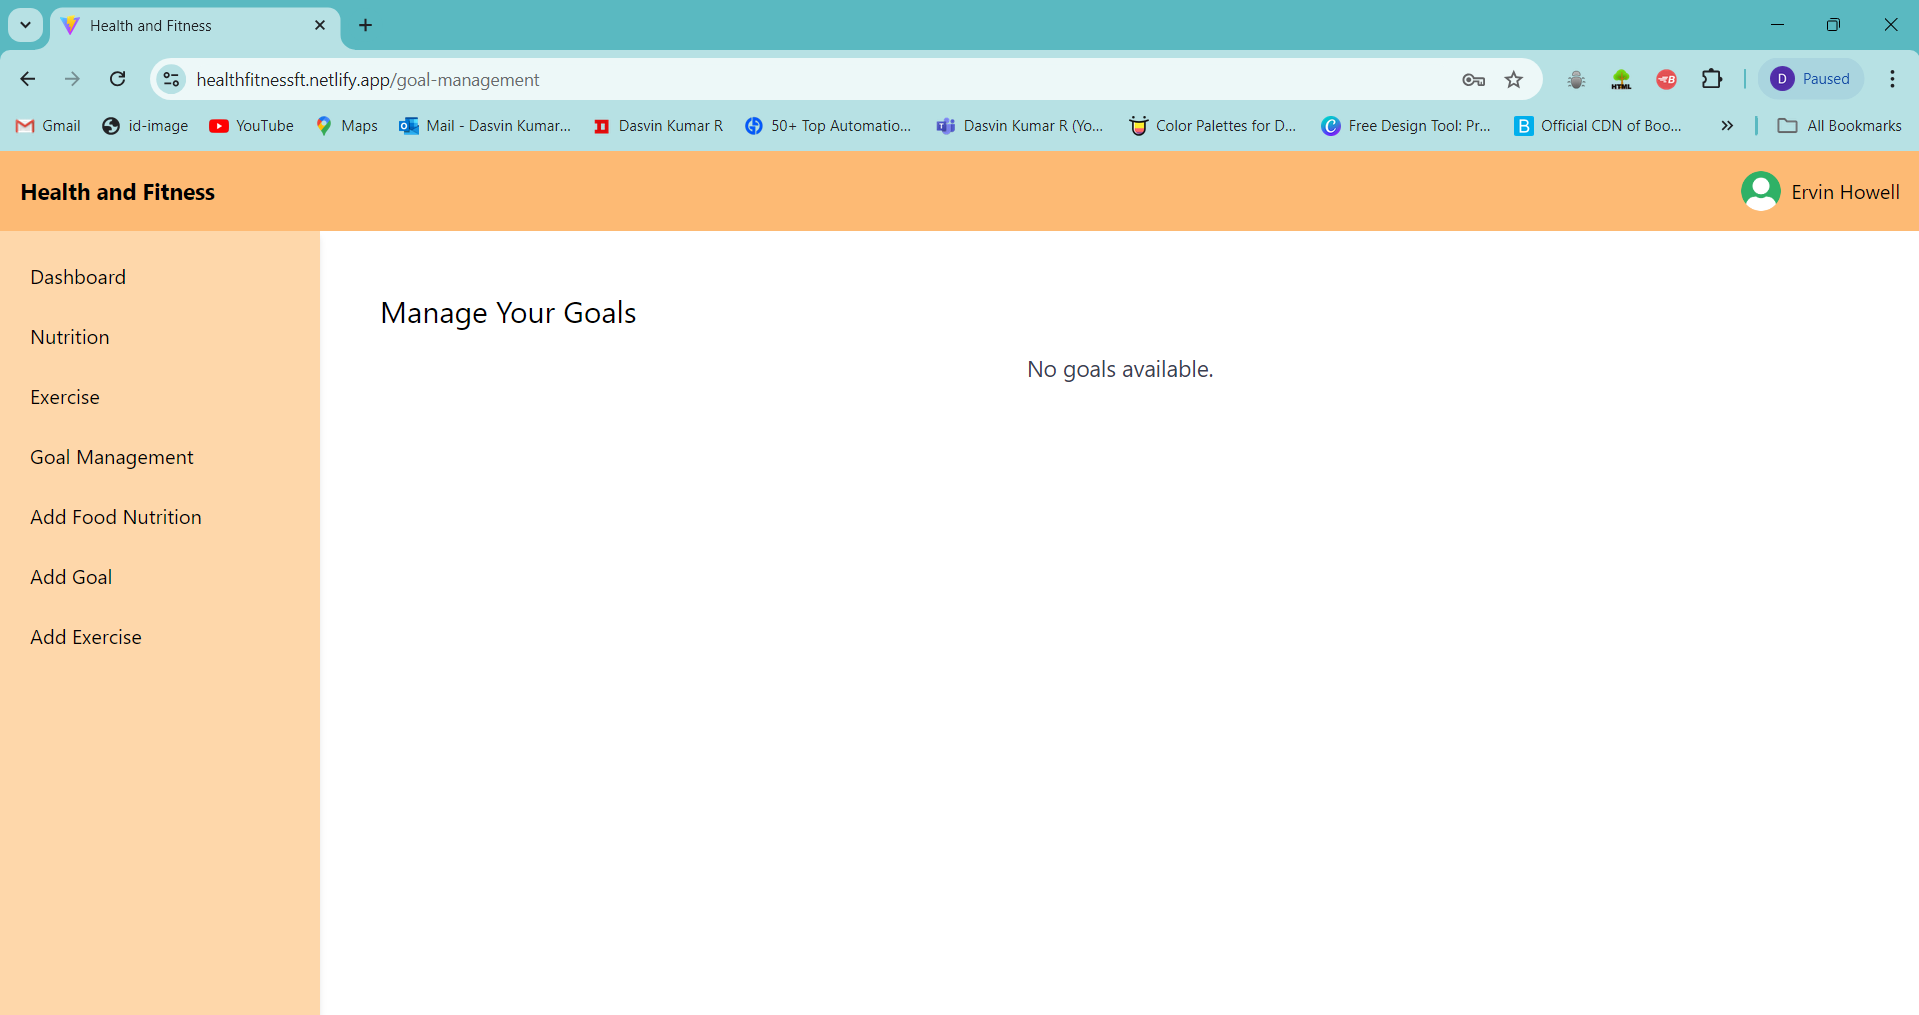 Health and Fitness
healthfitnessft.netlify.app/goal-management
D Paused
Gmail id-image YouTube Maps Mail - Dasvin Kumar... Dasvin Kumar R 50+ Top Automatio... Dasvin Kumar R (Yo... Color Palettes for D... Free Design Tool: Pr... Official CDN of Boo... All Bookmarks
Health and Fitness
Ervin Howell
Dashboard
Nutrition
Exercise
Goal Management
Add Food Nutrition
Add Goal
Add Exercise
Manage Your Goals
No goals available.